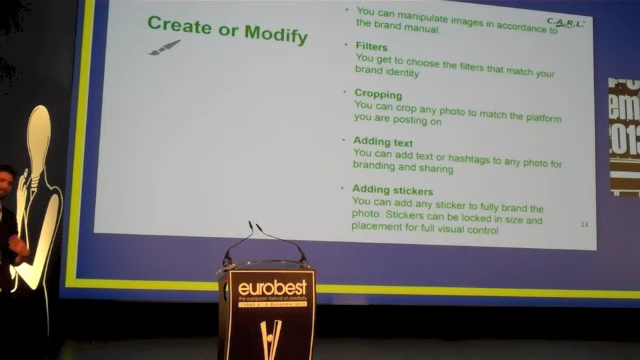 Create or Modify
C.A.R.L.
• You can manipulate images in accordance to
the brand manual.
• Filters
You get to choose the filters that match your
brand identity
• Cropping
You can crop any photo to match the platform
you are posting on
• Adding text
You can add text or hashtags to any photo for
branding and sharing
• Adding stickers
You can add any sticker to fully brand the
photo. Stickers can be locked in size and
placement for full visual control
13
eurobest
the european festival of creativity